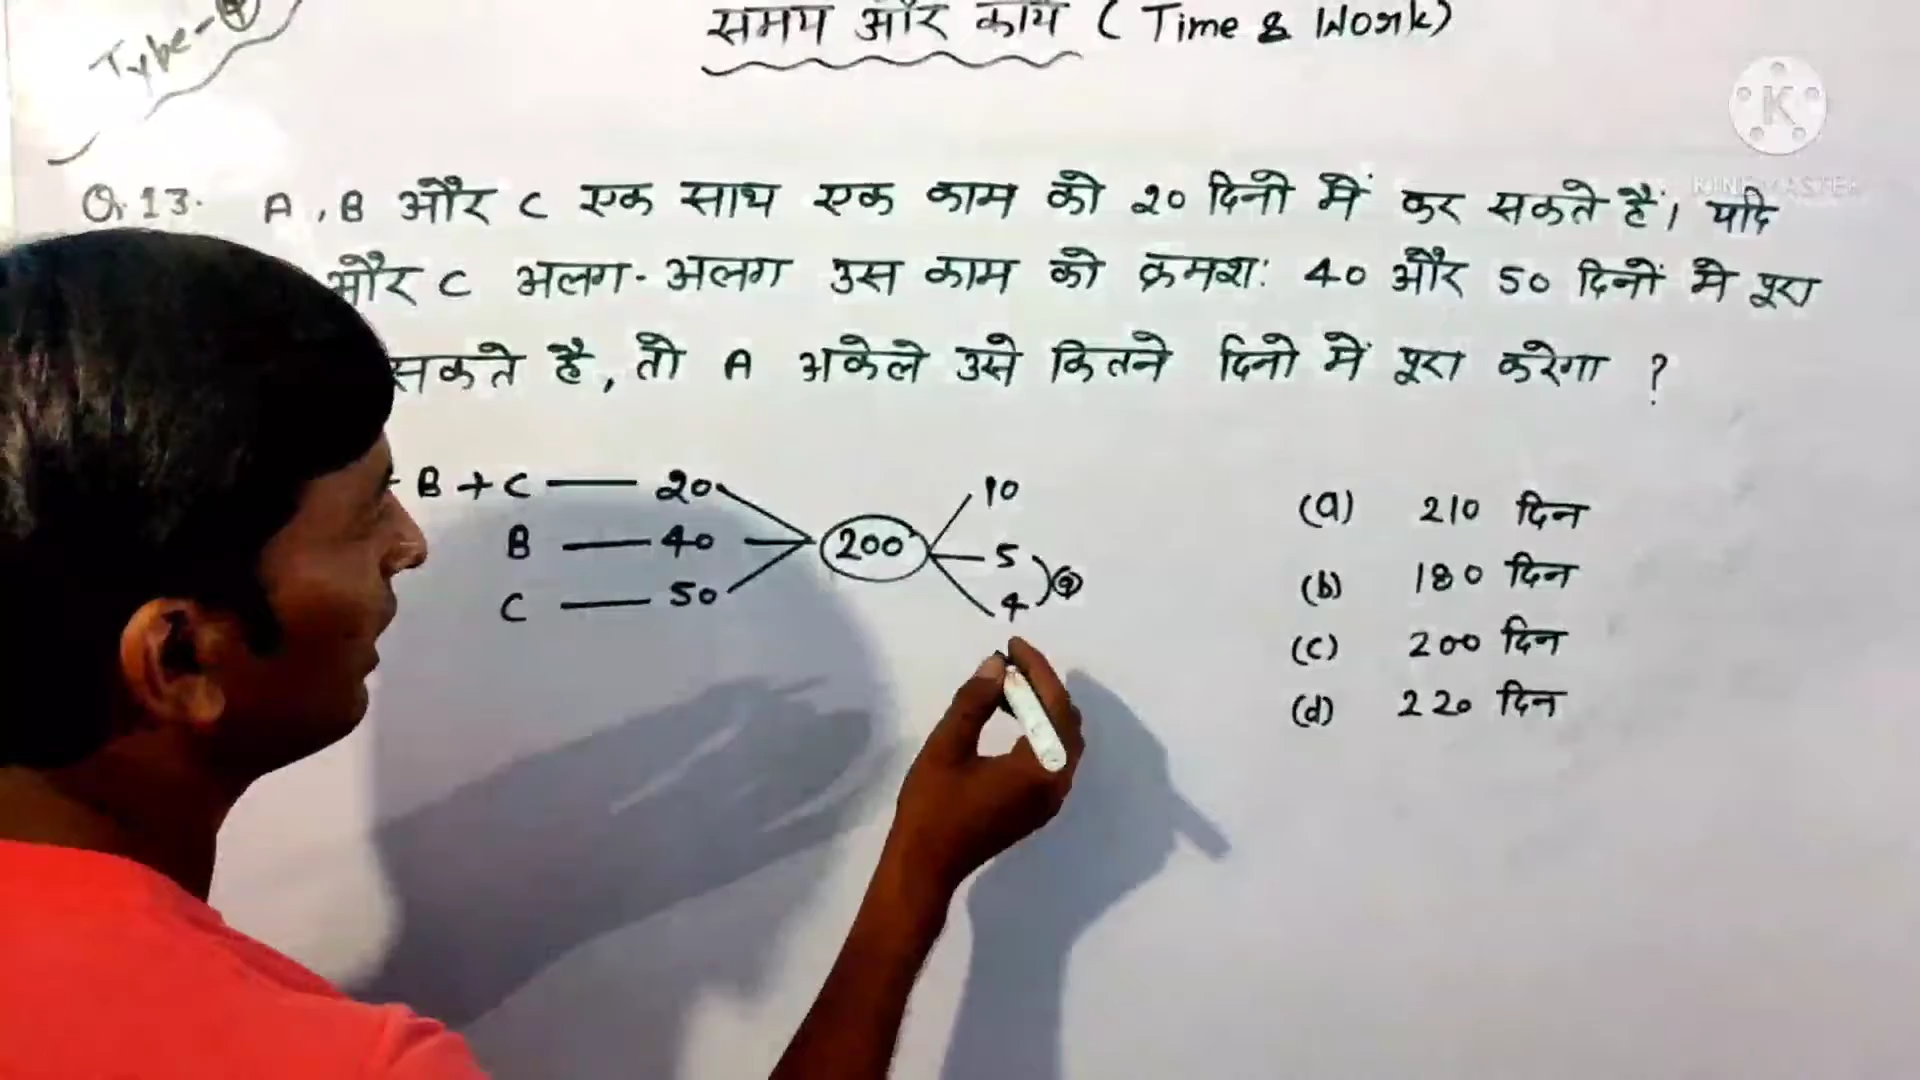 Type-4
समय और कार्य ( Time & Work)
K
KINEMASTER
Q.13. A, B और C एक साथ एक काम को 20 दिनो में कर सकते है। यदि
और C अलग-अलग उस काम को क्रमशः 40 और 50 दिनों मे पूरा
सकते है, तो A अकेले उसे कितने दिनो में पूरा करेगा ?
B + C — 20
B — 40
C — 50
200
10
5
4
9
(a) 210 दिन
(b) 180 दिन
(c) 200 दिन
(d) 220 दिन